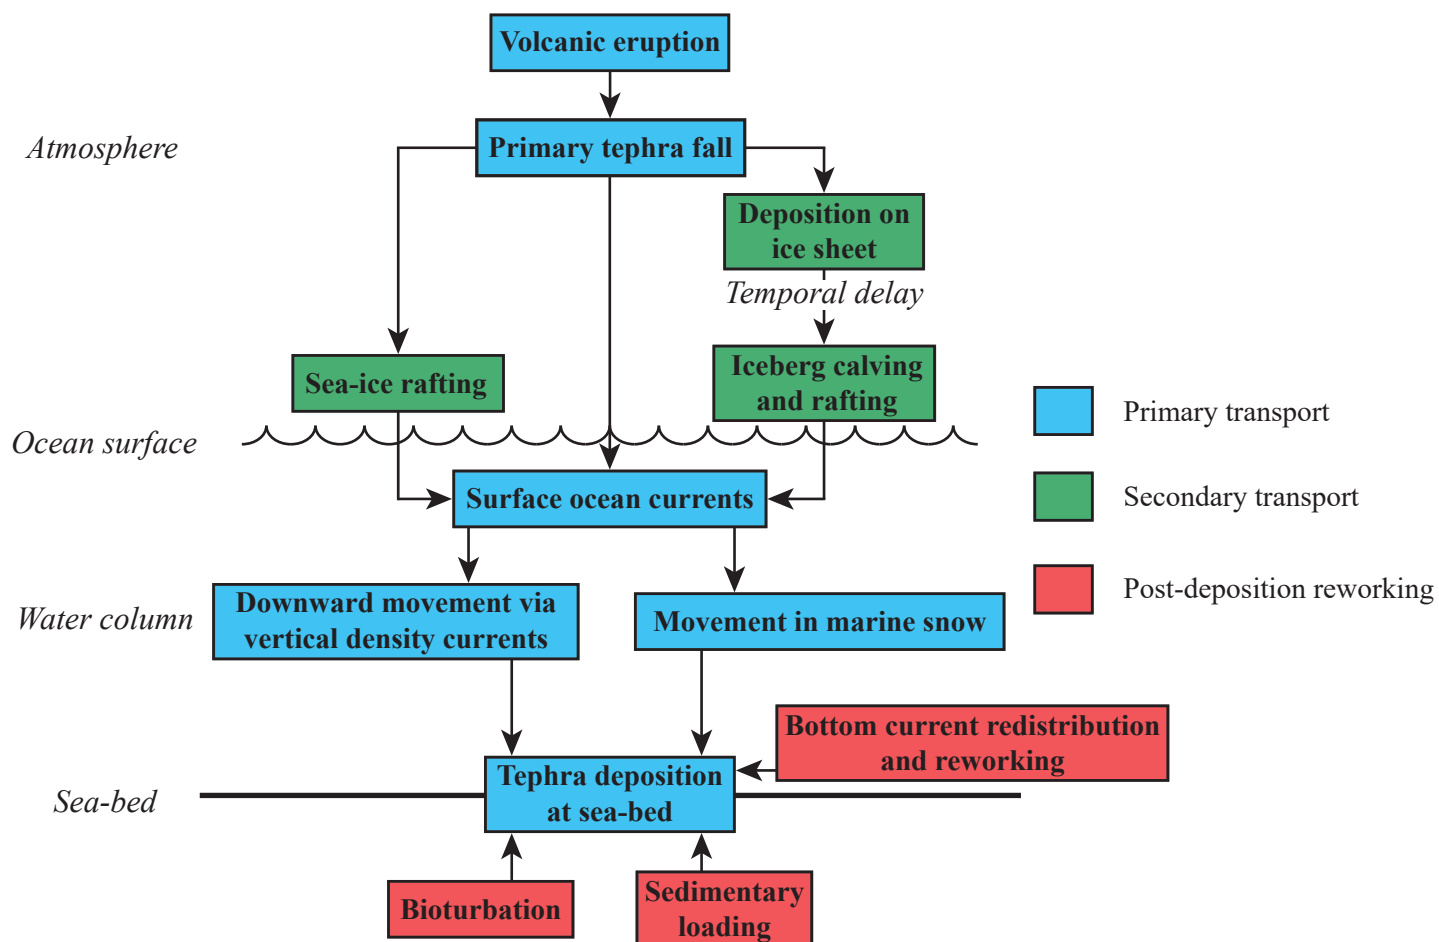 Volcanic eruption
Atmosphere
Primary tephra fall
Deposition on
ice sheet
Temporal delay
Sea-ice rafting
Iceberg calving
and rafting
Ocean surface
Surface ocean currents
Water column
Downward movement via
vertical density currents
Movement in marine snow
Bottom current redistribution
and reworking
Tephra deposition
at sea-bed
Sea-bed
Bioturbation
Sedimentary
loading
Primary transport
Secondary transport
Post-deposition reworking